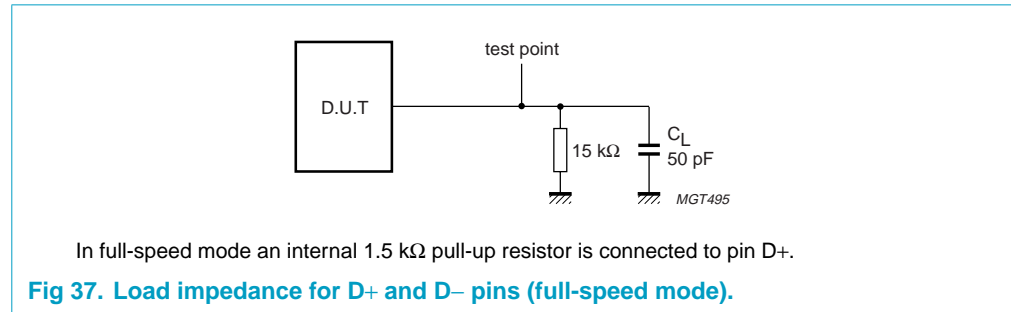 test point
D.U.T
15 kΩ
CL
50 pF
MGT495
In full-speed mode an internal 1.5 kΩ pull-up resistor is connected to pin D+.
Fig 37. Load impedance for D+ and D− pins (full-speed mode).